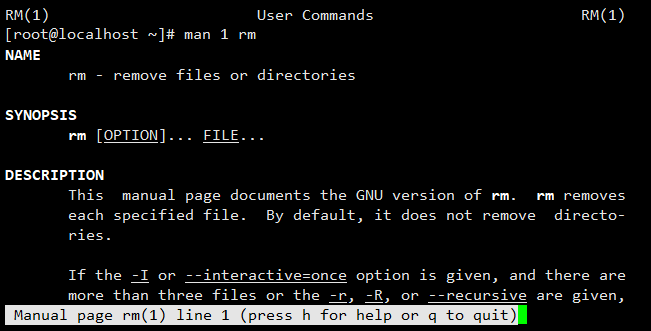 RM(1) User Commands RM(1)
[root@localhost ~]# man 1 rm
NAME
rm - remove files or directories
SYNOPSIS
rm [OPTION]... FILE...
DESCRIPTION
This manual page documents the GNU version of rm. rm removes
each specified file. By default, it does not remove directo-
ries.
If the -I or --interactive=once option is given, and there are
more than three files or the -r, -R, or --recursive are given,
Manual page rm(1) line 1 (press h for help or q to quit)